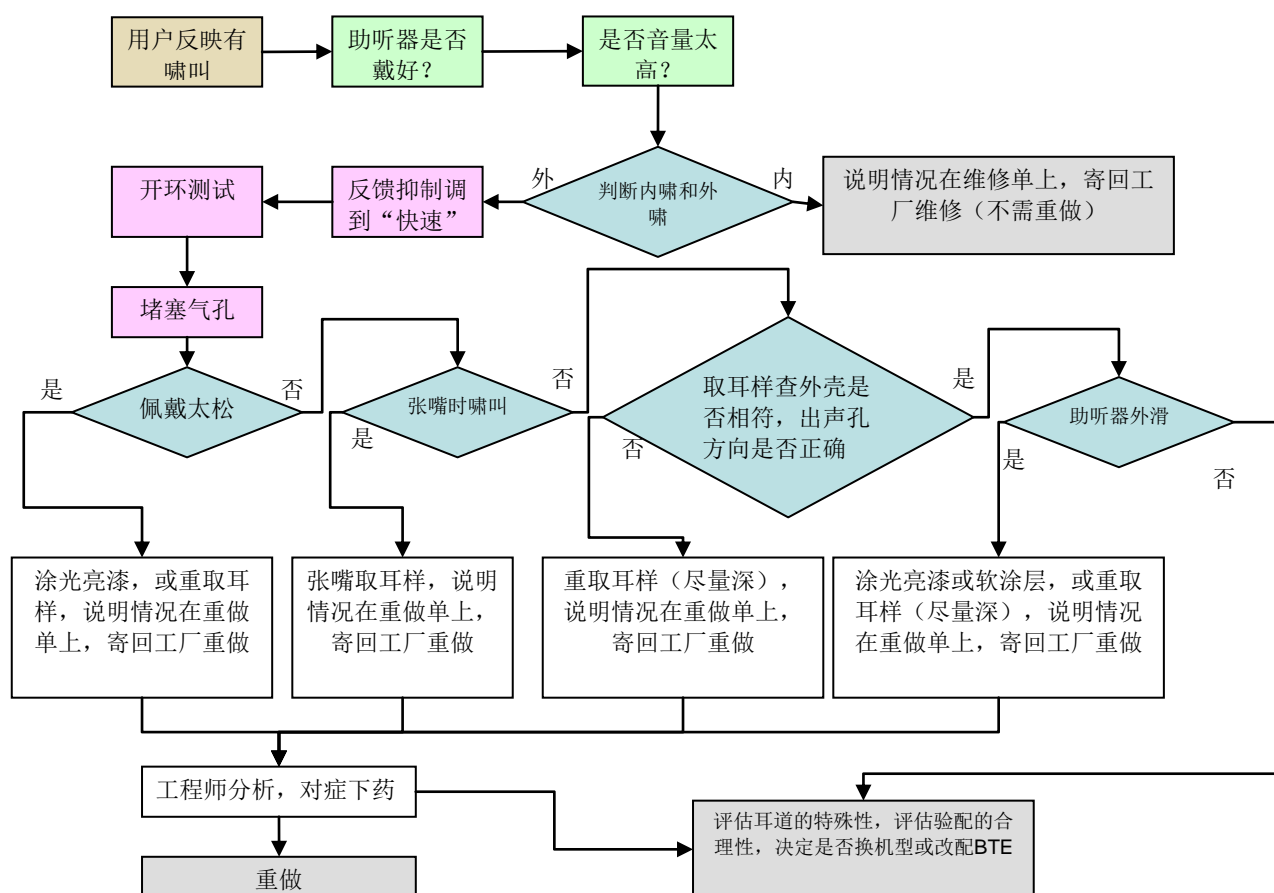 用户反映有
啸叫
助听器是否
戴好？
是否音量太
高？
开环测试
反馈抑制调
到“快速”
外
判断内啸和外
啸
内
说明情况在维修单上，寄回工
厂维修（不需重做）
堵塞气孔
是
佩戴太松
否
张嘴时啸叫
是
否
取耳样查外壳是
否相符，出声孔
方向是否正确
否
是
助听器外滑
是
否
涂光亮漆，或重取耳
样，说明情况在重做
单上，寄回工厂重做
张嘴取耳样，说明
情况在重做单上，
寄回工厂重做
重取耳样（尽量深），
说明情况在重做单上，
寄回工厂重做
涂光亮漆或软涂层，或重取
耳样（尽量深），说明情况
在重做单上，寄回工厂重做
工程师分析，对症下药
评估耳道的特殊性，评估验配的合
理性，决定是否换机型或改配BTE
重做